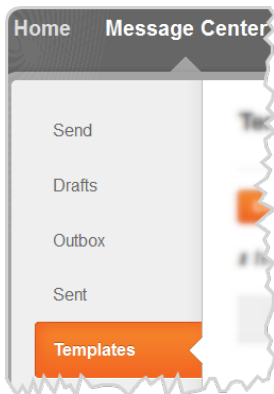 Home Message Center
Send
Drafts
Outbox
Sent
Templates